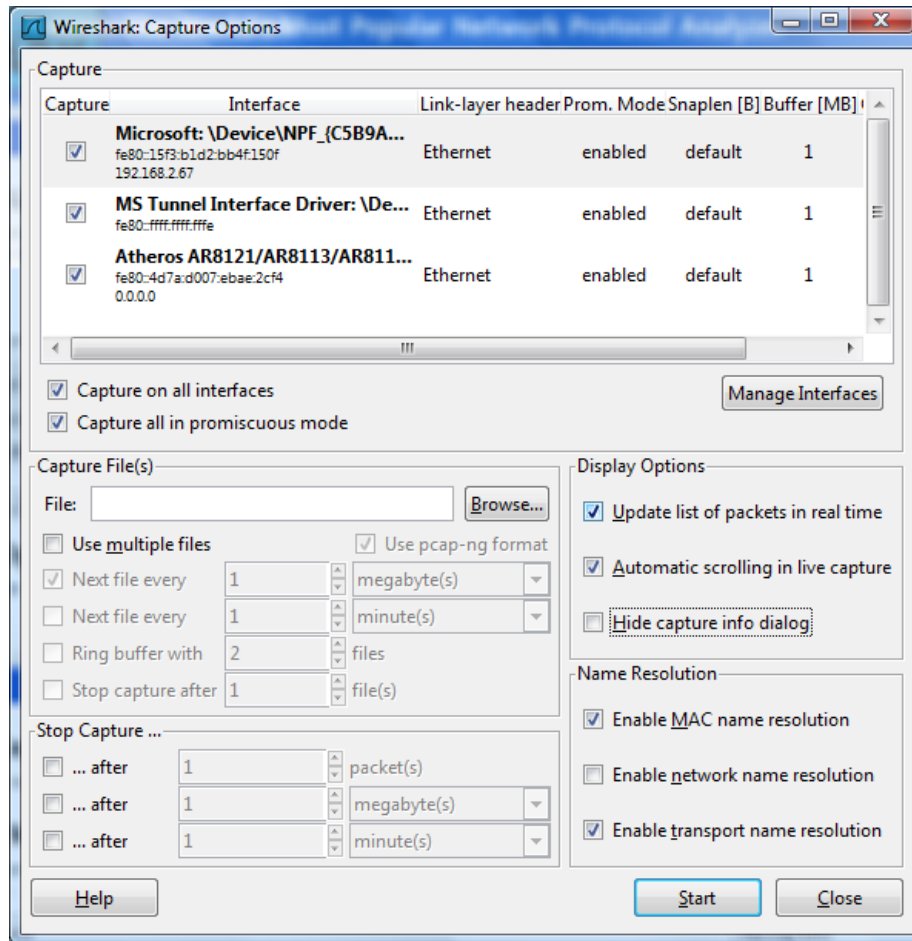 Wireshark: Capture Options
Capture
Capture Interface Link-layer header Prom. Mode Snaplen [B] Buffer [MB]
Microsoft: \Device\NPF_{C5B9A...
fe80::15f3:b1d2:bb4f:150f
192.168.2.67
Ethernet enabled default 1
MS Tunnel Interface Driver: \De...
fe80::ffff:ffff:fffe
Ethernet enabled default 1
Atheros AR8121/AR8113/AR811...
fe80::4d7a:d007:ebae:2cf4
0.0.0.0
Ethernet enabled default 1
Capture on all interfaces
Manage Interfaces
Capture all in promiscuous mode
Capture File(s)
File:
Browse...
Use multiple files
Use pcap-ng format
Next file every 1 megabyte(s)
Next file every 1 minute(s)
Ring buffer with 2 files
Stop capture after 1 file(s)
Stop Capture ...
... after 1 packet(s)
... after 1 megabyte(s)
... after 1 minute(s)
Display Options
Update list of packets in real time
Automatic scrolling in live capture
Hide capture info dialog
Name Resolution
Enable MAC name resolution
Enable network name resolution
Enable transport name resolution
Help
Start
Close